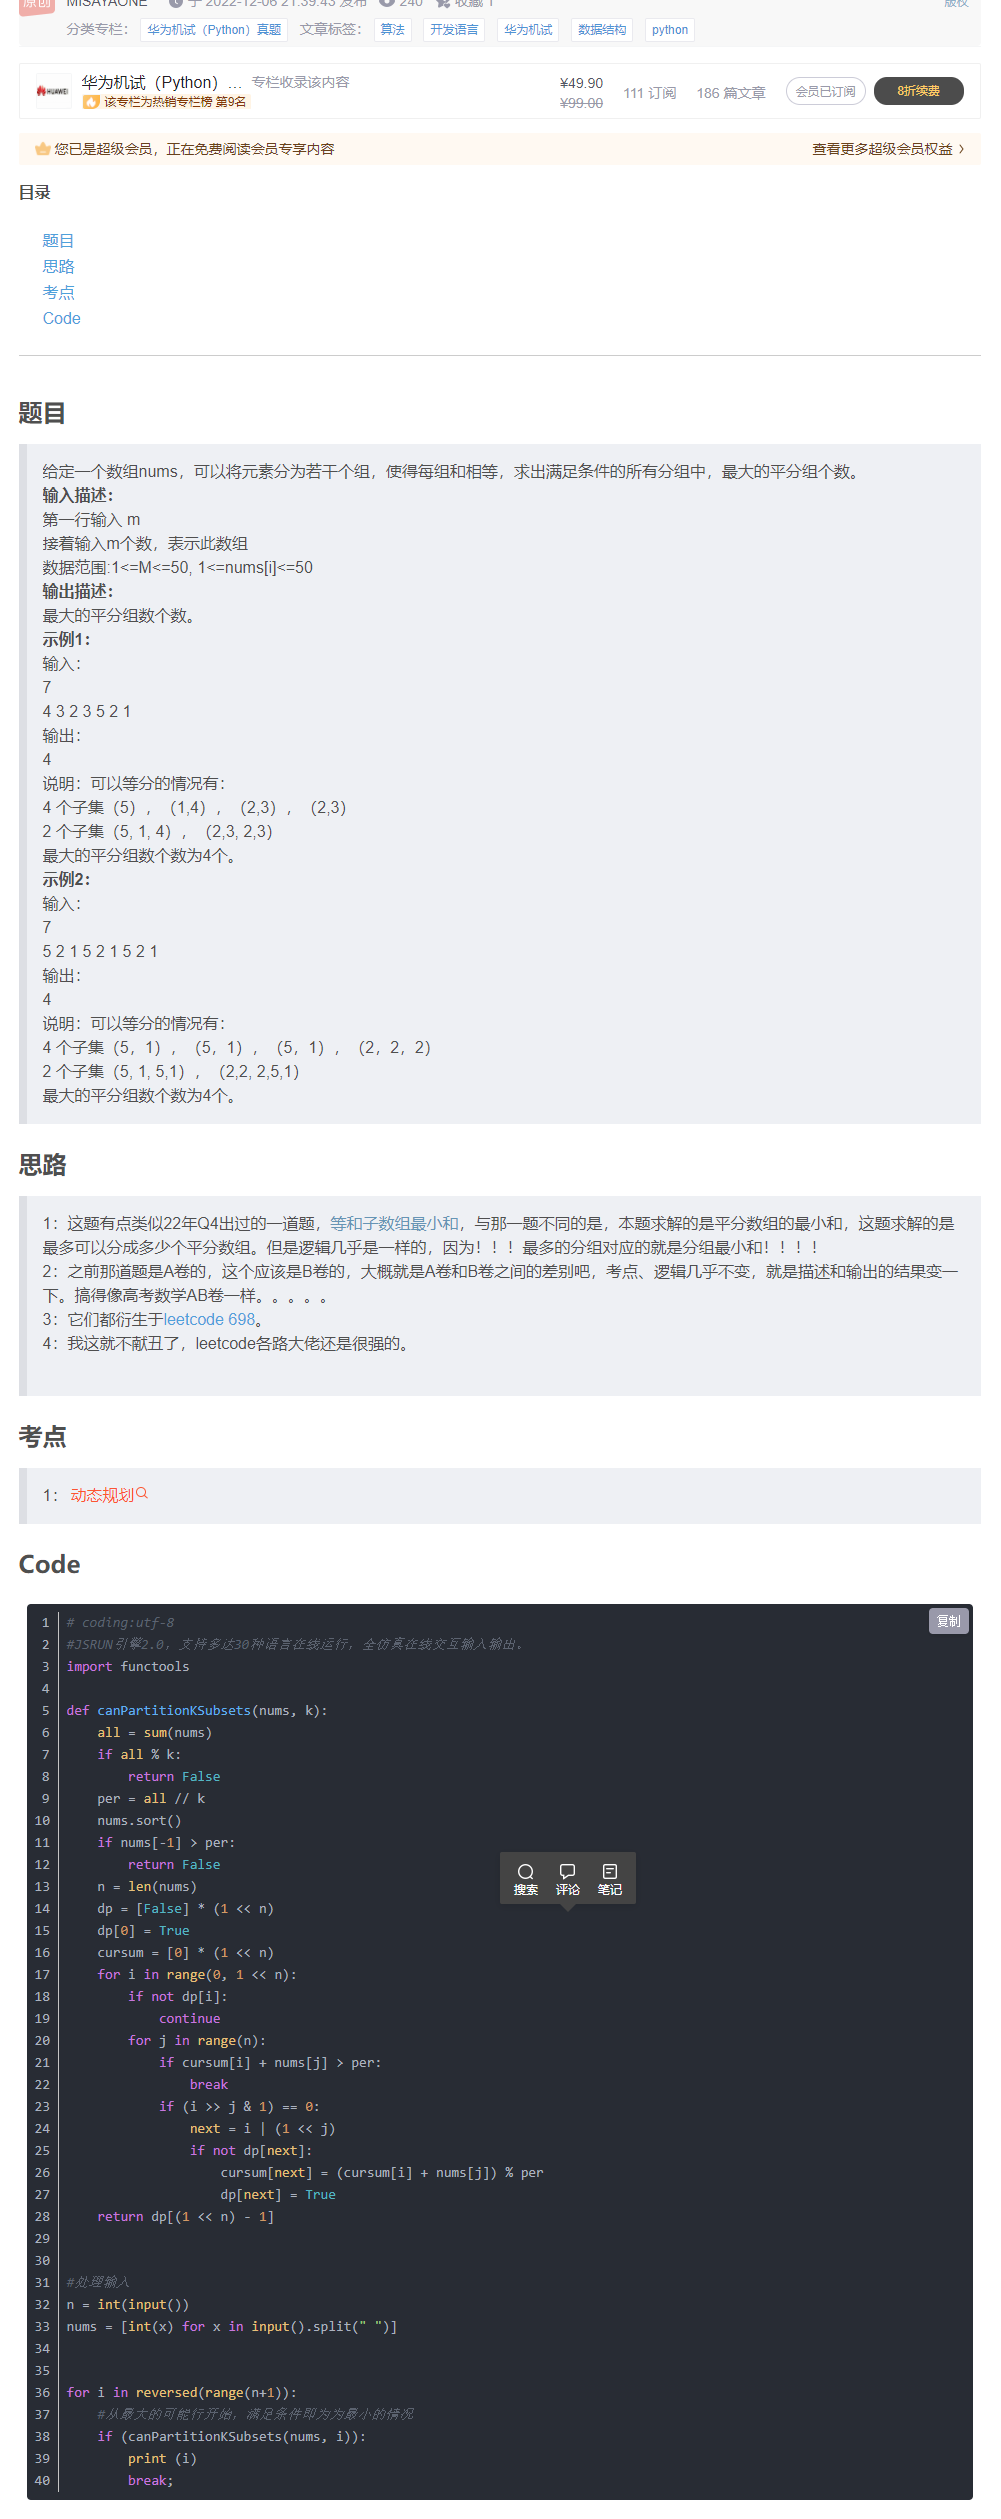 原创 MISAYAONE 于 2022-12-06 21:39:43 发布 240 收藏 1 版权
分类专栏： 华为机试（Python）真题 文章标签： 算法 开发语言 华为机试 数据结构 python
HUAWEI 华为机试（Python）... 专栏收录该内容
该专栏为热销专栏榜 第9名
¥49.90
¥99.00
111 订阅 186 篇文章 会员已订阅 8折续费
您已是超级会员，正在免费阅读会员专享内容 查看更多超级会员权益 >
目录
题目
思路
考点
Code
题目
给定一个数组nums，可以将元素分为若干个组，使得每组和相等，求出满足条件的所有分组中，最大的平分组个数。
输入描述：
第一行输入 m
接着输入m个数，表示此数组
数据范围:1<=M<=50, 1<=nums[i]<=50
输出描述：
最大的平分组数个数。
示例1：
输入：
7
4 3 2 3 5 2 1
输出：
4
说明：可以等分的情况有：
4 个子集（5），（1,4），（2,3），（2,3）
2 个子集（5, 1, 4），（2,3, 2,3）
最大的平分组数个数为4个。
示例2：
输入：
7
5 2 1 5 2 1 5 2 1
输出：
4
说明：可以等分的情况有：
4 个子集（5，1），（5，1），（5，1），（2，2，2）
2 个子集（5, 1, 5,1），（2,2, 2,5,1）
最大的平分组数个数为4个。
思路
1：这题有点类似22年Q4出过的一道题，等和子数组最小和，与那一题不同的是，本题求解的是平分数组的最小和，这题求解的是
最多可以分成多少个平分数组。但是逻辑几乎是一样的，因为！！！最多的分组对应的就是分组最小和！！！！
2：之前那道题是A卷的，这个应该是B卷的，大概就是A卷和B卷之间的差别吧，考点、逻辑几乎不变，就是描述和输出的结果变一
下。搞得像高考数学AB卷一样。。。。。
3：它们都衍生于leetcode 698。
4：我这就不献丑了，leetcode各路大佬还是很强的。
考点
1： 动态规划
Code
复制
1 # coding:utf-8
2 #JSRUN引擎2.0，支持多达30种语言在线运行，全仿真在线交互输入输出。
3 import functools
4
5 def canPartitionKSubsets(nums, k):
6     all = sum(nums)
7     if all % k:
8         return False
9     per = all // k
10     nums.sort()
11     if nums[-1] > per:
12         return False
搜索 评论 笔记
13     n = len(nums)
14     dp = [False] * (1 << n)
15     dp[0] = True
16     cursum = [0] * (1 << n)
17     for i in range(0, 1 << n):
18         if not dp[i]:
19             continue
20         for j in range(n):
21             if cursum[i] + nums[j] > per:
22                 break
23             if (i >> j & 1) == 0:
24                 next = i | (1 << j)
25                 if not dp[next]:
26                     cursum[next] = (cursum[i] + nums[j]) % per
27                     dp[next] = True
28     return dp[(1 << n) - 1]
29
30
31 #处理输入
32 n = int(input())
33 nums = [int(x) for x in input().split(" ")]
34
35
36 for i in reversed(range(n+1)):
37     #从最大的可能行开始，满足条件即为为最小的情况
38     if (canPartitionKSubsets(nums, i)):
39         print (i)
40         break;